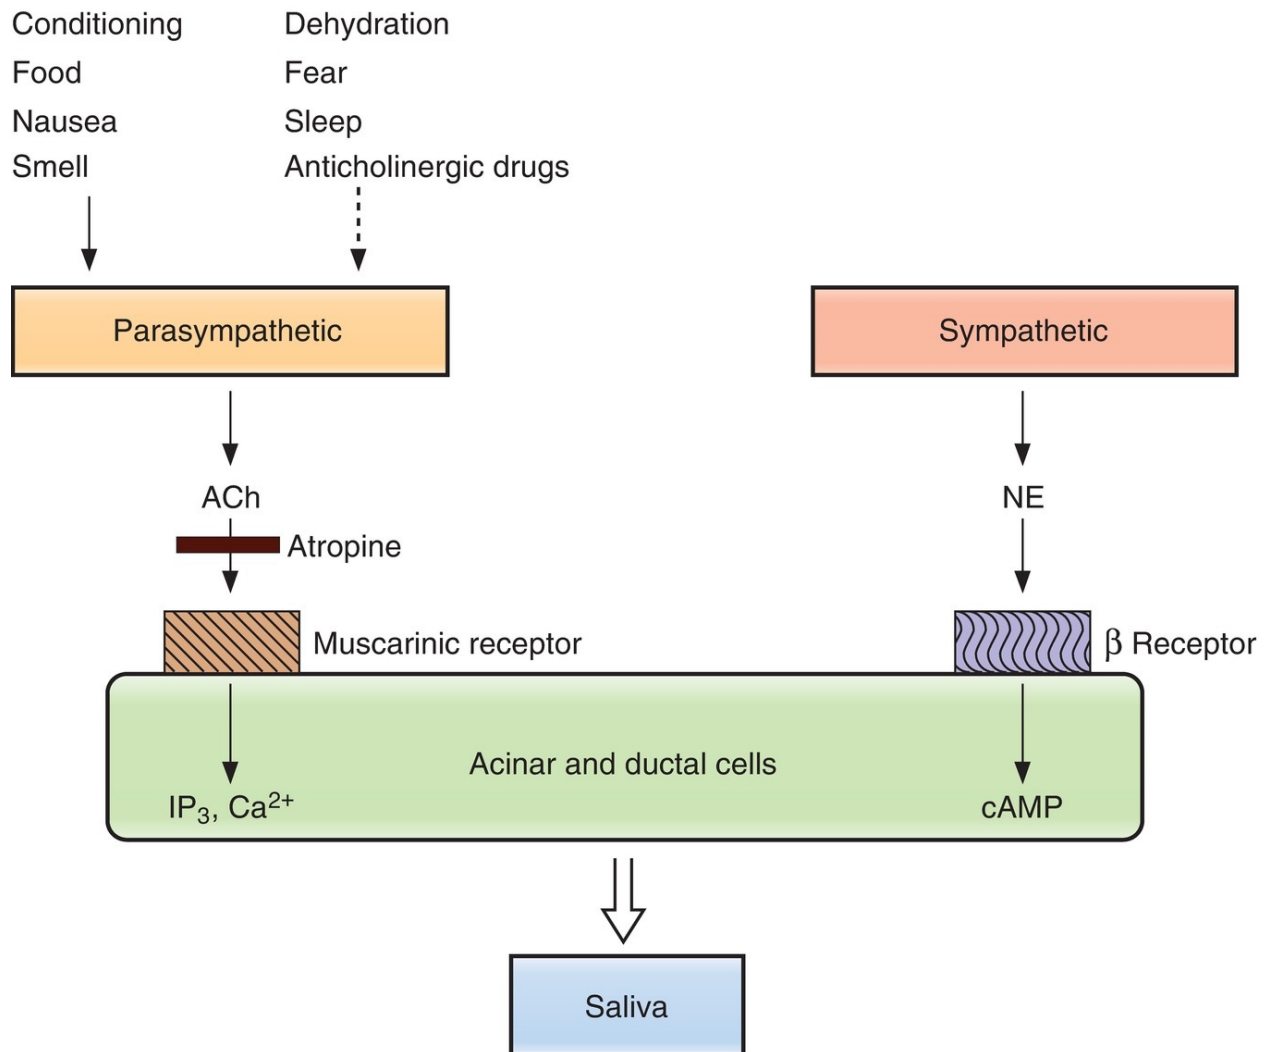 Conditioning
Food
Nausea
Smell
Dehydration
Fear
Sleep
Anticholinergic drugs
Parasympathetic
Sympathetic
ACh
NE
Atropine
Muscarinic receptor
β Receptor
Acinar and ductal cells
IP₃, Ca²⁺
cAMP
Saliva